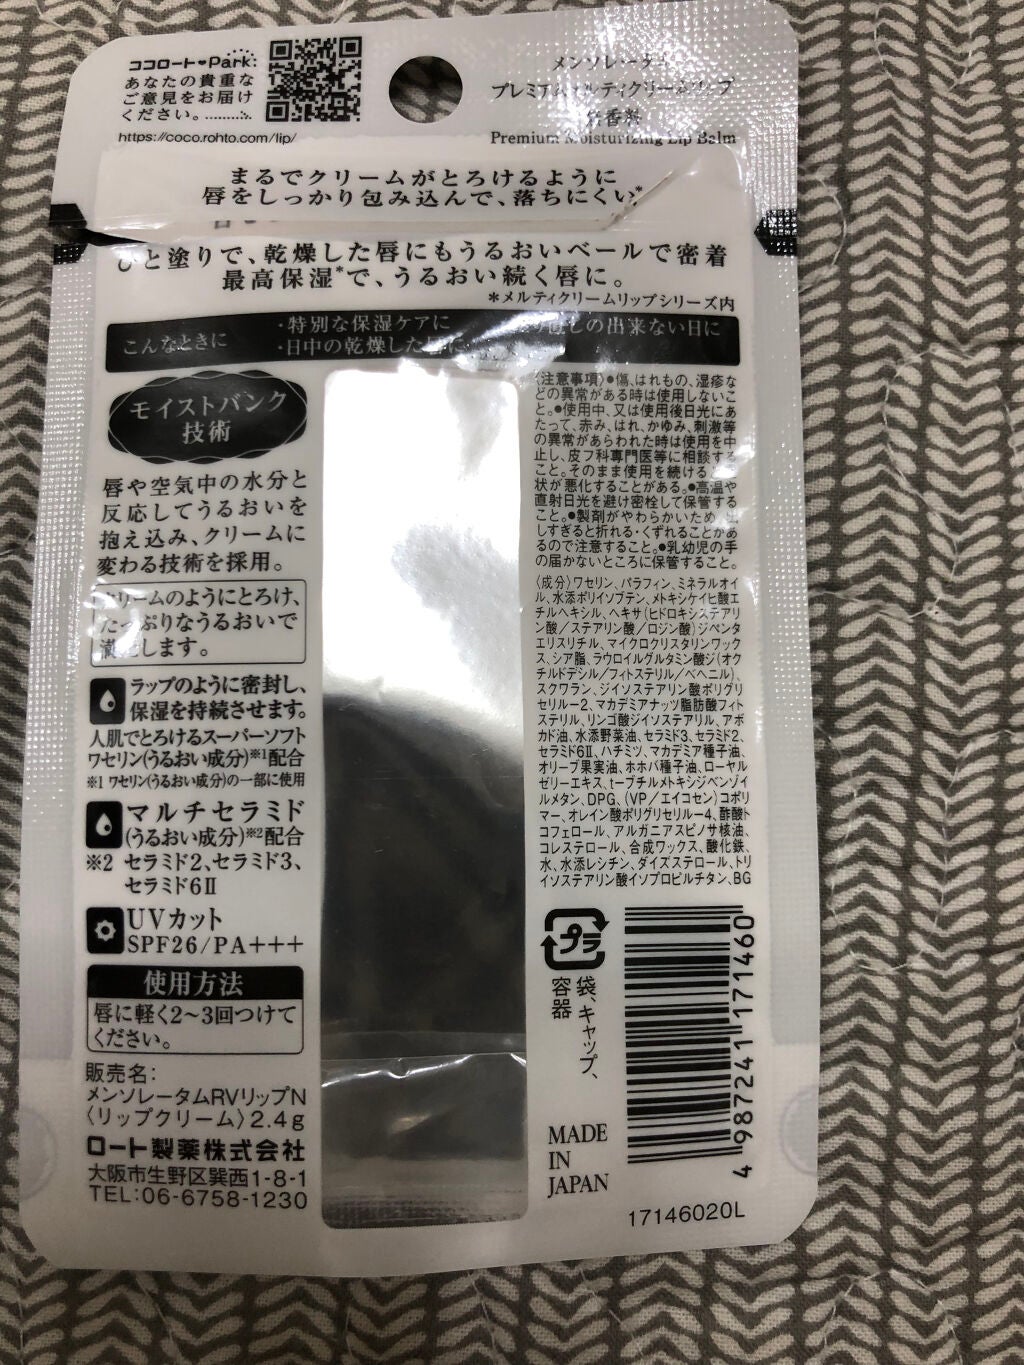 ココロート♥Park
あなたの貴重な
ご意見をお届け
ください。
https://coco.rohto.com/lip/
メンソレータム
プレミアム
Premium Moisturizing Lip Balm
まるでクリームがとろけるように
唇をしっかり包み込んで、落ちにくい*
ひと塗りで、乾燥した唇にもうるおいベールで密着
最高保湿*で、うるおい続く唇に。
*メルティクリームリップシリーズ内
こんなときに
・特別な保湿ケアに
・日中の乾燥した
しの出来ない日に
モイストバンク
技術
唇や空気中の水分と
反応してうるおいを
抱え込み、クリームに
変わる技術を採用。
クリームのようにとろけ、
たっぷりなうるおいで
満たします。
ラップのように密封し、
保湿を持続させます。
人肌でとろけるスーパーソフト
ワセリン(うるおい成分)※1配合
※1 ワセリン(うるおい成分)の一部に使用
マルチセラミド
(うるおい成分)※2配合
※2 セラミド2、セラミド3、
セラミド6Ⅱ
UVカット
SPF26/PA+++
使用方法
唇に軽く2～3回つけて
ください。
販売名：
メンソレータムRVリップN
〈リップクリーム〉2.4g
ロート製薬株式会社
大阪市生野区巽西1-8-1
TEL:06-6758-1230
〈注意事項〉●傷、はれもの、湿疹な
どの異常がある時は使用しないこ
と。●使用中、又は使用後日光にあ
たって、赤み、はれ、かゆみ、刺激等
の異常があらわれた時は使用を中
止し、皮フ科専門医等に相談する
こと。そのまま使用を続けると
状が悪化することがある。●高温や
直射日光を避け密栓して保管する
こと。●製剤がやわらかいため、出
しすぎると折れる・くずれることがあ
るので注意すること。●乳幼児の手
の届かないところに保管すること。
〈成分〉ワセリン、パラフィン、ミネラルオイ
ル、水添ポリイソブテン、メトキシケイヒ酸エ
チルヘキシル、ヘキサ(ヒドロキシステアリ
ン酸／ステアリン酸／ロジン酸)ジペンタ
エリスリチル、マイクロクリスタリンワック
ス、シア脂、ラウロイルグルタミン酸ジ(オク
チルドデシル／フィトステリル／ベヘニル)、
スクワラン、ジイソステアリン酸ポリグリ
セリル-2、マカデミアナッツ脂肪酸フィト
ステリル、リンゴ酸ジイソステアリル、アボ
カド油、水添野菜油、セラミド3、セラミド2、
セラミド6Ⅱ、ハチミツ、マカデミア種子油、
オリーブ果実油、ホホバ種子油、ローヤル
ゼリーエキス、t-ブチルメトキシジベンゾイ
ルメタン、DPG、(VP／エイコセン)コポリ
マー、オレイン酸ポリグリセリル-4、酢酸ト
コフェロール、アルガニアスピノサ核油、
コレステロール、合成ワックス、酸化鉄、
水、水添レシチン、ダイズステロール、トリ
イソステアリン酸イソプロピルチタン、BG
プラ
袋、キャップ、
容器
MADE
IN
JAPAN
4 987241 171460
17146020L